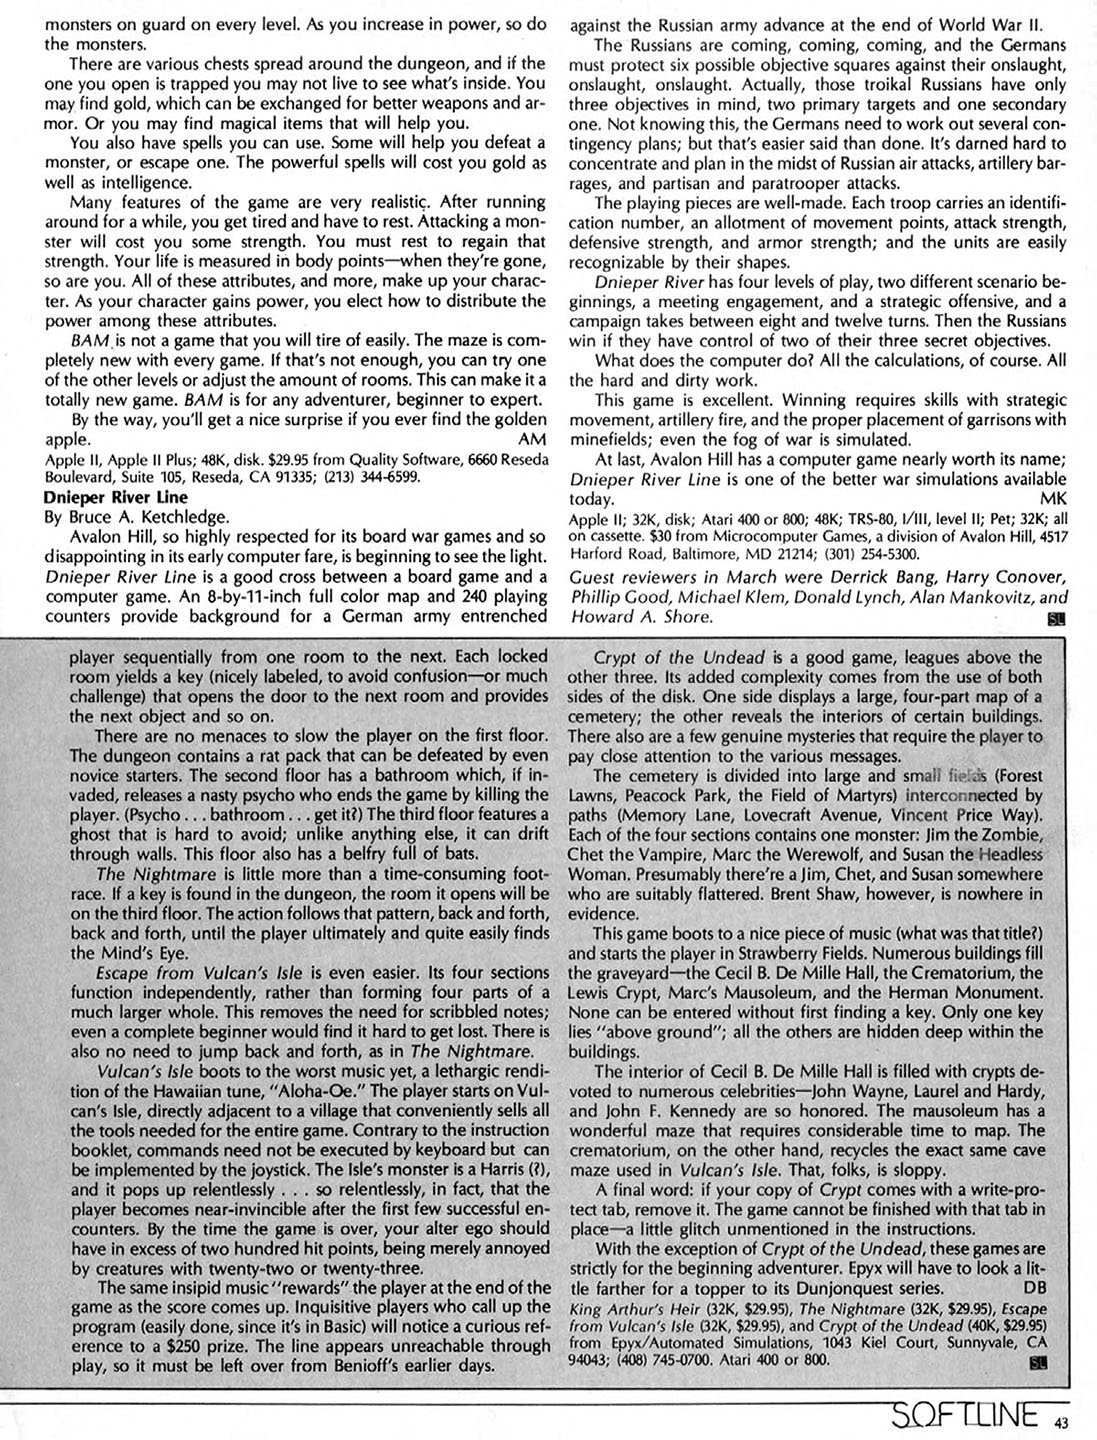 monsters on guard on every level. As you increase in power, so do
the monsters.
There are various chests spread around the dungeon, and if the
one you open is trapped you may not live to see what's inside. You
may find gold, which can be exchanged for better weapons and ar-
mor. Or you may find magical items that will help you.
You also have spells you can use. Some will help you defeat a
monster, or escape one. The powerful spells will cost you gold as
well as intelligence.
Many features of the game are very realistic. After running
around for a while, you get tired and have to rest. Attacking a mon-
ster will cost you some strength. You must rest to regain that
strength. Your life is measured in body points—when they're gone,
so are you. All of these attributes, and more, make up your charac-
ter. As your character gains power, you elect how to distribute the
power among these attributes.
BAM is not a game that you will tire of easily. The maze is com-
pletely new with every game. If that's not enough, you can try one
of the other levels or adjust the amount of rooms. This can make it a
totally new game. BAM is for any adventurer, beginner to expert.
By the way, you'll get a nice surprise if you ever find the golden
apple. AM
Apple II, Apple II Plus; 48K, disk. $29.95 from Quality Software, 6660 Reseda
Boulevard, Suite 105, Reseda, CA 91335; (213) 344-6599.
Dnieper River Line
By Bruce A. Ketchledge.
Avalon Hill, so highly respected for its board war games and so
disappointing in its early computer fare, is beginning to see the light.
Dnieper River Line is a good cross between a board game and a
computer game. An 8-by-11-inch full color map and 240 playing
counters provide background for a German army entrenched
against the Russian army advance at the end of World War II.
The Russians are coming, coming, coming, and the Germans
must protect six possible objective squares against their onslaught,
onslaught, onslaught. Actually, those troikal Russians have only
three objectives in mind, two primary targets and one secondary
one. Not knowing this, the Germans need to work out several con-
tingency plans; but that's easier said than done. It's darned hard to
concentrate and plan in the midst of Russian air attacks, artillery bar-
rages, and partisan and paratrooper attacks.
The playing pieces are well-made. Each troop carries an identifi-
cation number, an allotment of movement points, attack strength,
defensive strength, and armor strength; and the units are easily
recognizable by their shapes.
Dnieper River has four levels of play, two different scenario be-
ginnings, a meeting engagement, and a strategic offensive, and a
campaign takes between eight and twelve turns. Then the Russians
win if they have control of two of their three secret objectives.
What does the computer do? All the calculations, of course. All
the hard and dirty work.
This game is excellent. Winning requires skills with strategic
movement, artillery fire, and the proper placement of garrisons with
minefields; even the fog of war is simulated.
At last, Avalon Hill has a computer game nearly worth its name;
Dnieper River Line is one of the better war simulations available
today. MK
Apple II; 32K, disk; Atari 400 or 800; 48K; TRS-80, I/III, level II; Pet; 32K; all
on cassette. $30 from Microcomputer Games, a division of Avalon Hill, 4517
Harford Road, Baltimore, MD 21214; (301) 254-5300.
Guest reviewers in March were Derrick Bang, Harry Conover,
Phillip Good, Michael Klem, Donald Lynch, Alan Mankovitz, and
Howard A. Shore. SL
player sequentially from one room to the next. Each locked
room yields a key (nicely labeled, to avoid confusion—or much
challenge) that opens the door to the next room and provides
the next object and so on.
There are no menaces to slow the player on the first floor.
The dungeon contains a rat pack that can be defeated by even
novice starters. The second floor has a bathroom which, if in-
vaded, releases a nasty psycho who ends the game by killing the
player. (Psycho . . . bathroom . . . get it?) The third floor features a
ghost that is hard to avoid; unlike anything else, it can drift
through walls. This floor also has a belfry full of bats.
The Nightmare is little more than a time-consuming foot-
race. If a key is found in the dungeon, the room it opens will be
on the third floor. The action follows that pattern, back and forth,
back and forth, until the player ultimately and quite easily finds
the Mind's Eye.
Escape from Vulcan's Isle is even easier. Its four sections
function independently, rather than forming four parts of a
much larger whole. This removes the need for scribbled notes;
even a complete beginner would find it hard to get lost. There is
also no need to jump back and forth, as in The Nightmare.
Vulcan's Isle boots to the worst music yet, a lethargic rendi-
tion of the Hawaiian tune, "Aloha-Oe." The player starts on Vul-
can's Isle, directly adjacent to a village that conveniently sells all
the tools needed for the entire game. Contrary to the instruction
booklet, commands need not be executed by keyboard but can
be implemented by the joystick. The Isle's monster is a Harris (?),
and it pops up relentlessly . . . so relentlessly, in fact, that the
player becomes near-invincible after the first few successful en-
counters. By the time the game is over, your alter ego should
have in excess of two hundred hit points, being merely annoyed
by creatures with twenty-two or twenty-three.
The same insipid music "rewards" the player at the end of the
game as the score comes up. Inquisitive players who call up the
program (easily done, since it's in Basic) will notice a curious ref-
erence to a $250 prize. The line appears unreachable through
play, so it must be left over from Benioff's earlier days.
Crypt of the Undead is a good game, leagues above the
other three. Its added complexity comes from the use of both
sides of the disk. One side displays a large, four-part map of a
cemetery; the other reveals the interiors of certain buildings.
There also are a few genuine mysteries that require the player to
pay close attention to the various messages.
The cemetery is divided into large and small fields (Forest
Lawns, Peacock Park, the Field of Martyrs) interconnected by
paths (Memory Lane, Lovecraft Avenue, Vincent Price Way).
Each of the four sections contains one monster: Jim the Zombie,
Chet the Vampire, Marc the Werewolf, and Susan the Headless
Woman. Presumably there're a Jim, Chet, and Susan somewhere
who are suitably flattered. Brent Shaw, however, is nowhere in
evidence.
This game boots to a nice piece of music (what was that title?)
and starts the player in Strawberry Fields. Numerous buildings fill
the graveyard—the Cecil B. De Mille Hall, the Crematorium, the
Lewis Crypt, Marc's Mausoleum, and the Herman Monument.
None can be entered without first finding a key. Only one key
lies "above ground"; all the others are hidden deep within the
buildings.
The interior of Cecil B. De Mille Hall is filled with crypts de-
voted to numerous celebrities—John Wayne, Laurel and Hardy,
and John F. Kennedy are so honored. The mausoleum has a
wonderful maze that requires considerable time to map. The
crematorium, on the other hand, recycles the exact same cave
maze used in Vulcan's Isle. That, folks, is sloppy.
A final word: if your copy of Crypt comes with a write-pro-
tect tab, remove it. The game cannot be finished with that tab in
place—a little glitch unmentioned in the instructions.
With the exception of Crypt of the Undead, these games are
strictly for the beginning adventurer. Epyx will have to look a lit-
tle farther for a topper to its Dunjonquest series. DB
King Arthur's Heir (32K, $29.95), The Nightmare (32K, $29.95), Escape
from Vulcan's Isle (32K, $29.95), and Crypt of the Undead (40K, $29.95)
from Epyx/Automated Simulations, 1043 Kiel Court, Sunnyvale, CA
94043; (408) 745-0700. Atari 400 or 800. SL
SOFTLINE 43